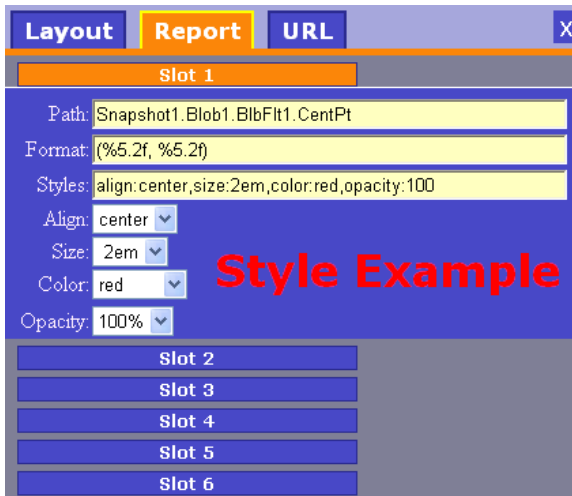 Layout Report URL X
Slot 1
Path: Snapshot1.Blob1.BlbFlt1.CentPt
Format: (%5.2f, %5.2f)
Styles: align:center,size:2em,color:red,opacity:100
Align: center
Size: 2em
Style Example
Color: red
Opacity: 100%
Slot 2
Slot 3
Slot 4
Slot 5
Slot 6